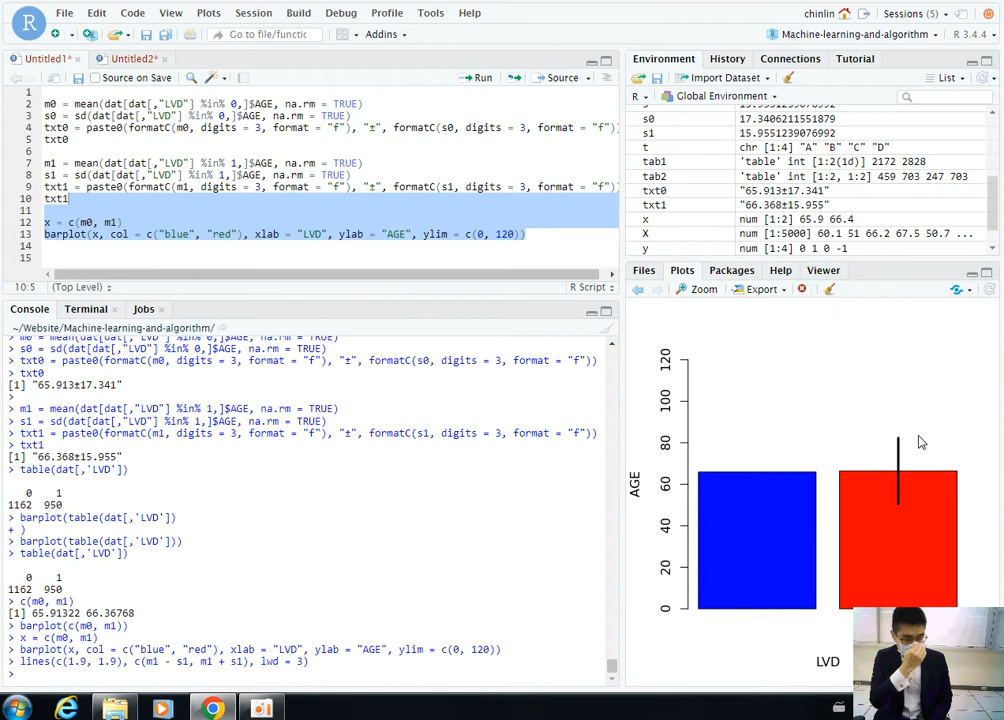 File Edit Code View Plots Session Build Debug Profile Tools Help
chinlin Sessions (5)
R
Go to file/functic Addins
Machine-learning-and-algorithm R 3.4.4
Untitled1* × Untitled2* ×
Source on Save Run Source
1
2 m0 = mean(dat[dat[,"LVD"] %in% 0,]$AGE, na.rm = TRUE)
3 s0 = sd(dat[dat[,"LVD"] %in% 0,]$AGE, na.rm = TRUE)
4 txt0 = paste0(formatC(m0, digits = 3, format = "f"), "±", formatC(s0, digits = 3, format = "f"))
5 txt0
6
7 m1 = mean(dat[dat[,"LVD"] %in% 1,]$AGE, na.rm = TRUE)
8 s1 = sd(dat[dat[,"LVD"] %in% 1,]$AGE, na.rm = TRUE)
9 txt1 = paste0(formatC(m1, digits = 3, format = "f"), "±", formatC(s1, digits = 3, format = "f"))
10 txt1
11
12 x = c(m0, m1)
13 barplot(x, col = c("blue", "red"), xlab = "LVD", ylab = "AGE", ylim = c(0, 120))
14
15
10:5 (Top Level) R Script
Console Terminal × Jobs ×
~/Website/Machine-learning-and-algorithm/
> m0 = mean(dat[dat[,"LVD"] %in% 0,]$AGE, na.rm = TRUE)
> s0 = sd(dat[dat[,"LVD"] %in% 0,]$AGE, na.rm = TRUE)
> txt0 = paste0(formatC(m0, digits = 3, format = "f"), "±", formatC(s0, digits = 3, format = "f"))
> txt0
[1] "65.913±17.341"
>
> m1 = mean(dat[dat[,"LVD"] %in% 1,]$AGE, na.rm = TRUE)
> s1 = sd(dat[dat[,"LVD"] %in% 1,]$AGE, na.rm = TRUE)
> txt1 = paste0(formatC(m1, digits = 3, format = "f"), "±", formatC(s1, digits = 3, format = "f"))
> txt1
[1] "66.368±15.955"
> table(dat[,'LVD'])
0 1
1162 950
> barplot(table(dat[,'LVD'])
+ )
> barplot(table(dat[,'LVD']))
> table(dat[,'LVD'])
0 1
1162 950
> c(m0, m1)
[1] 65.91322 66.36768
> barplot(c(m0, m1))
> x = c(m0, m1)
> barplot(x, col = c("blue", "red"), xlab = "LVD", ylab = "AGE", ylim = c(0, 120))
> lines(c(1.9, 1.9), c(m1 - s1, m1 + s1), lwd = 3)
>
Environment History Connections Tutorial
Import Dataset List
R Global Environment
s0 17.3406211551879
s1 15.9551239076992
t chr [1:4] "A" "B" "C" "D"
tab1 'table' int [1:2(1d)] 2172 2828
tab2 'table' int [1:2, 1:2] 459 703 247 703
txt0 "65.913±17.341"
txt1 "66.368±15.955"
x num [1:2] 65.9 66.4
X num [1:5000] 60.1 51 66.2 67.5 50.7 ...
y num [1:4] 0 1 0 -1
Files Plots Packages Help Viewer
Zoom Export
AGE
120
100
80
60
40
20
0
LVD